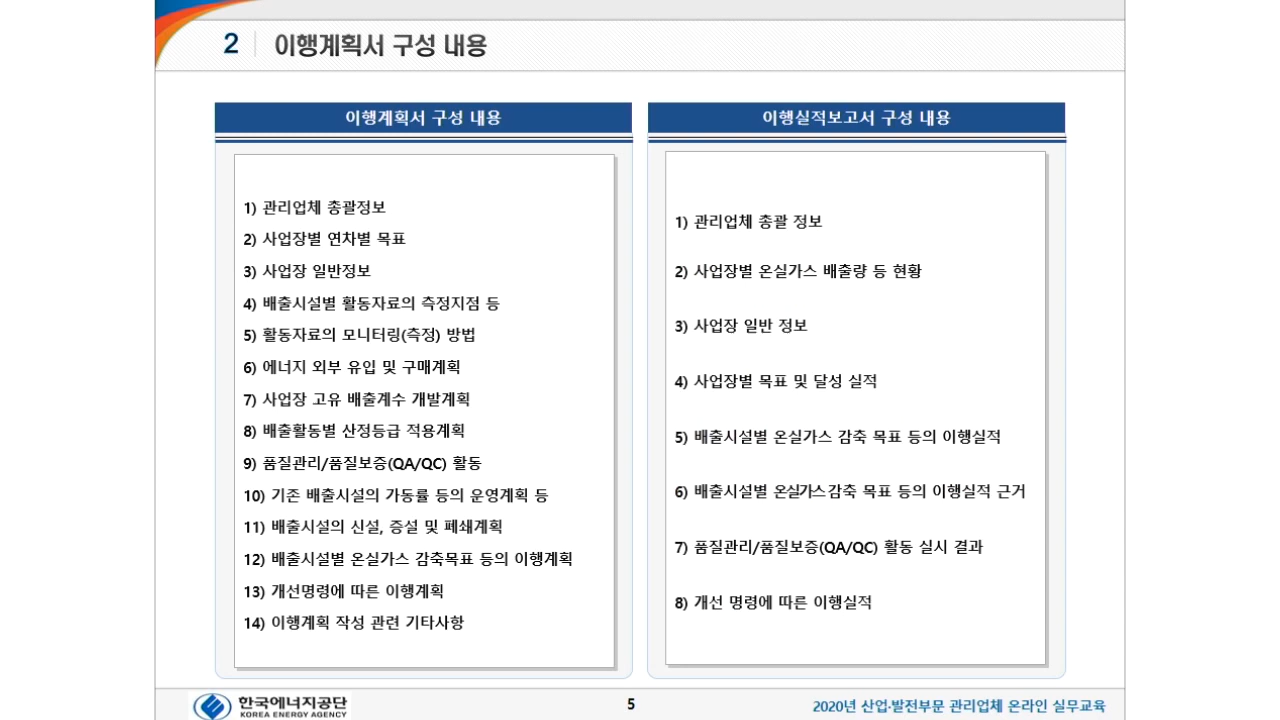 2 이행계획서 구성 내용
이행계획서 구성 내용
1) 관리업체 총괄정보
2) 사업장별 연차별 목표
3) 사업장 일반정보
4) 배출시설별 활동자료의 측정지점 등
5) 활동자료의 모니터링(측정) 방법
6) 에너지 외부 유입 및 구매계획
7) 사업장 고유 배출계수 개발계획
8) 배출활동별 산정등급 적용계획
9) 품질관리/품질보증(QA/QC) 활동
10) 기존 배출시설의 가동률 등의 운영계획 등
11) 배출시설의 신설, 증설 및 폐쇄계획
12) 배출시설별 온실가스 감축목표 등의 이행계획
13) 개선명령에 따른 이행계획
14) 이행계획 작성 관련 기타사항
이행실적보고서 구성 내용
1) 관리업체 총괄 정보
2) 사업장별 온실가스 배출량 등 현황
3) 사업장 일반 정보
4) 사업장별 목표 및 달성 실적
5) 배출시설별 온실가스 감축 목표 등의 이행실적
6) 배출시설별 온실가스감축 목표 등의 이행실적 근거
7) 품질관리/품질보증(QA/QC) 활동 실시 결과
8) 개선 명령에 따른 이행실적
한국에너지공단
KOREA ENERGY AGENCY
5
2020년 산업·발전부문 관리업체 온라인 실무교육